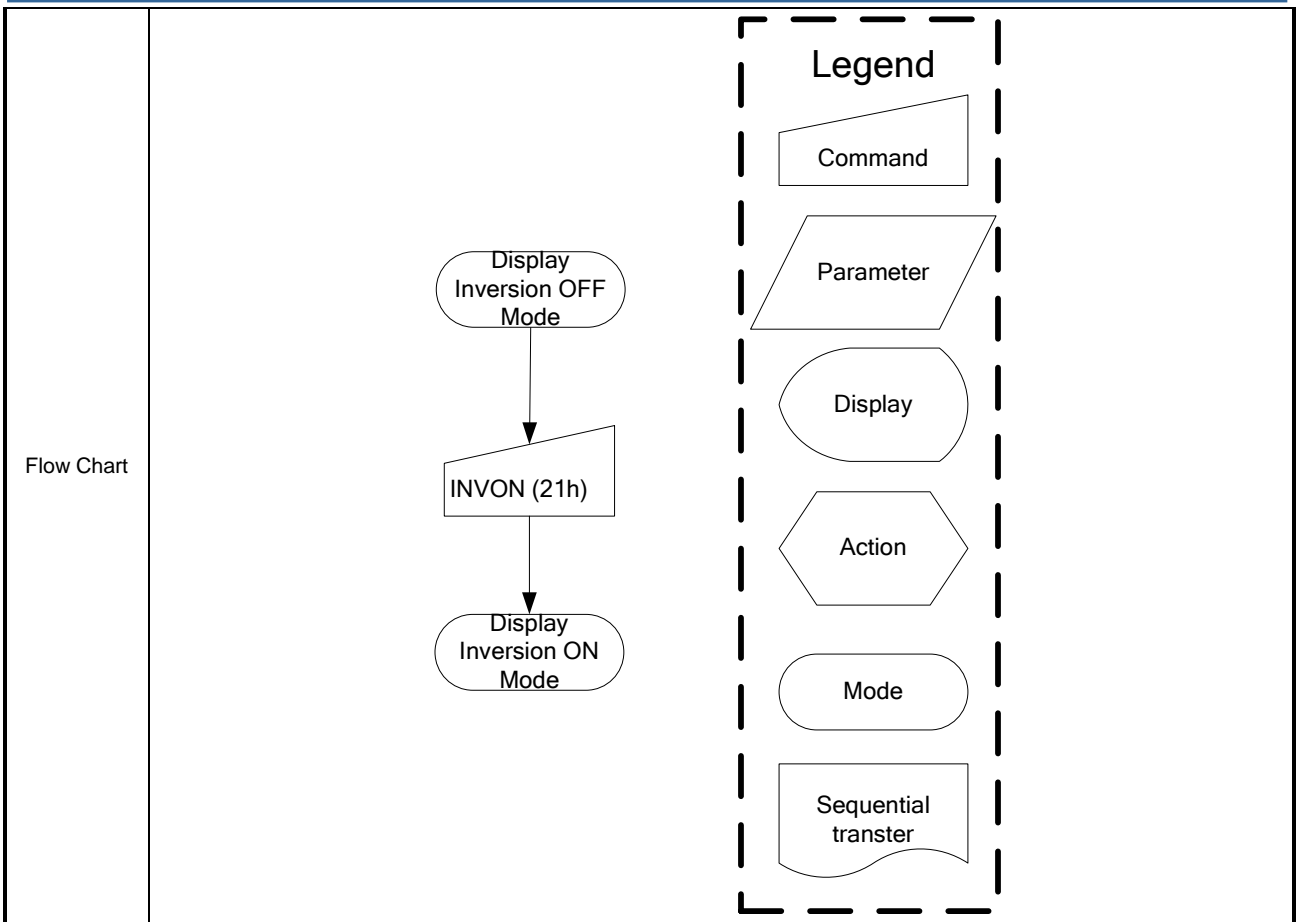 Flow Chart
Display
Inversion OFF
Mode
INVON (21h)
Display
Inversion ON
Mode
Legend
Command
Parameter
Display
Action
Mode
Sequential
transter